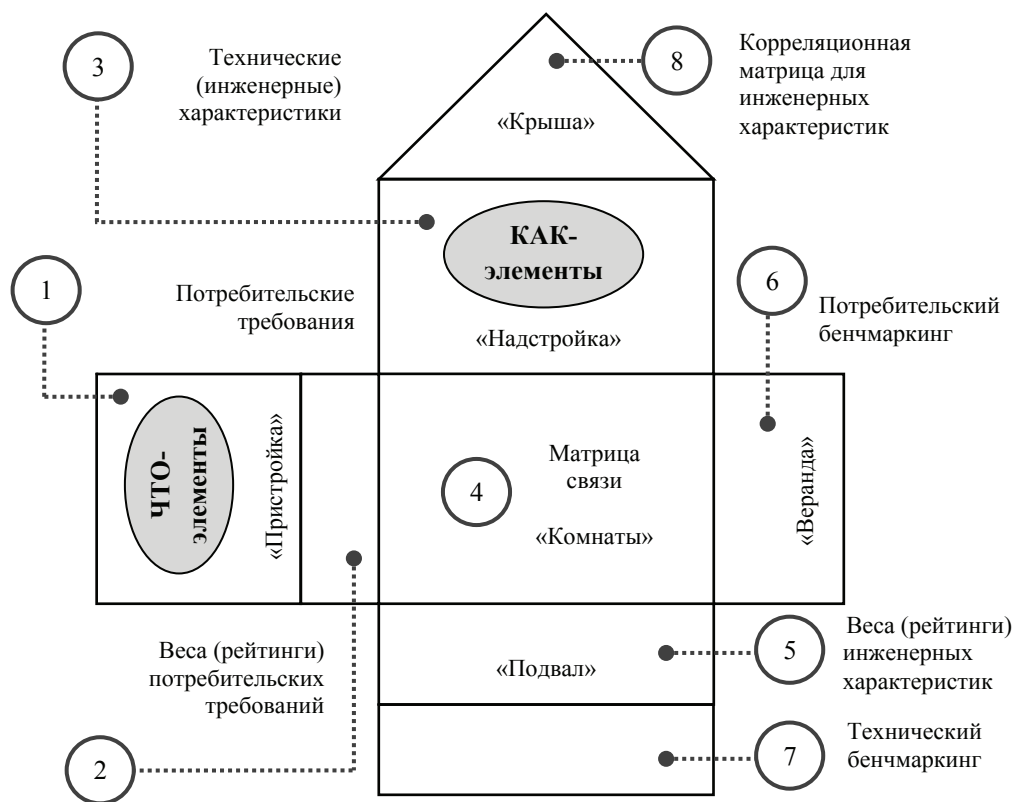 3
Технические
(инженерные)
характеристики
8
Корреляционная
матрица для
инженерных
характеристик
«Крыша»
КАК-
элементы
«Надстройка»
1
Потребительские
требования
6
Потребительский
бенчмаркинг
ЧТО-
элементы
«Пристройка»
4
Матрица
связи
«Комнаты»
«Веранда»
Веса (рейтинги)
потребительских
требований
2
«Подвал»
5
Веса (рейтинги)
инженерных
характеристик
7
Технический
бенчмаркинг